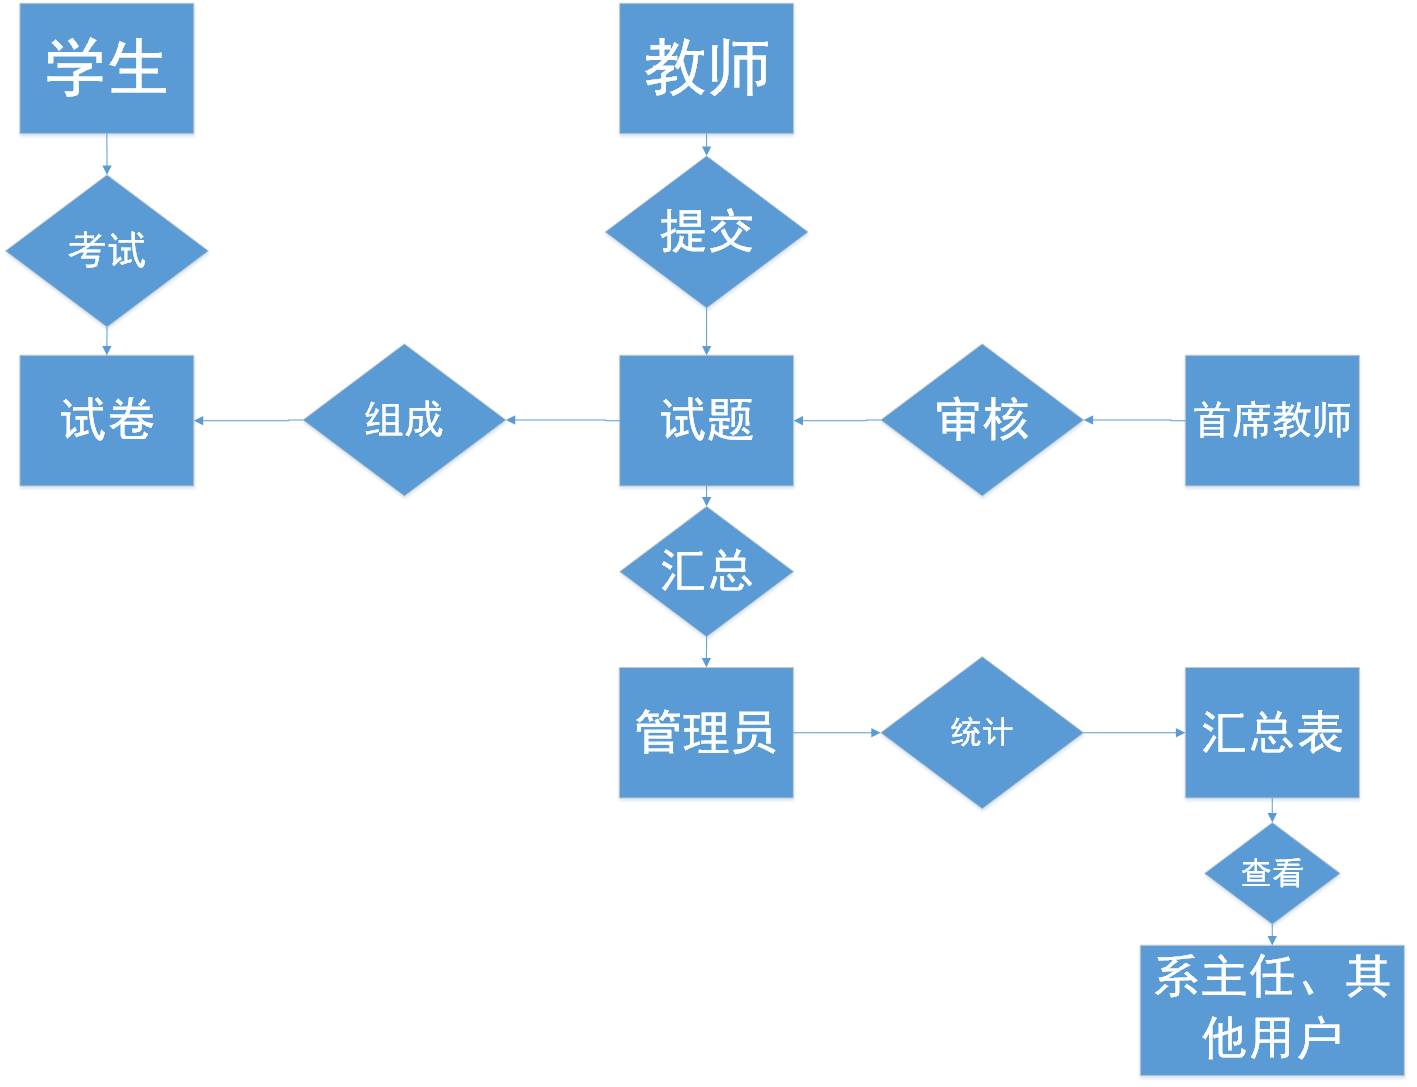 学生
教师
提交
考试
试卷
组成
试题
审核
首席教师
汇总
管理员
统计
汇总表
查看
系主任、其
他用户